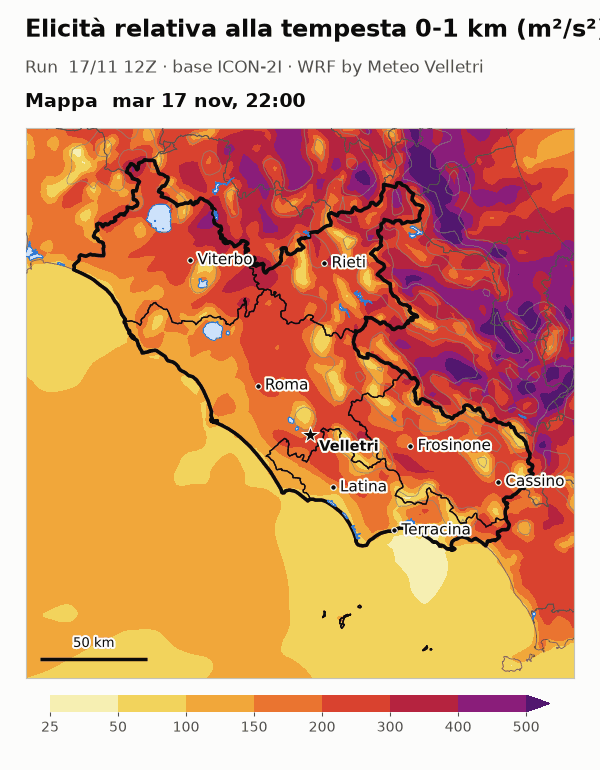 Elicità relativa alla tempesta 0-1 km (m²/s²)
Run 17/11 12Z · base ICON-2I · WRF by Meteo Velletri
Mappa mar 17 nov, 22:00
Viterbo
Rieti
Roma
Velletri
Frosinone
Cassino
Latina
Terracina
50 km
25 50 100 150 200 300 400 500